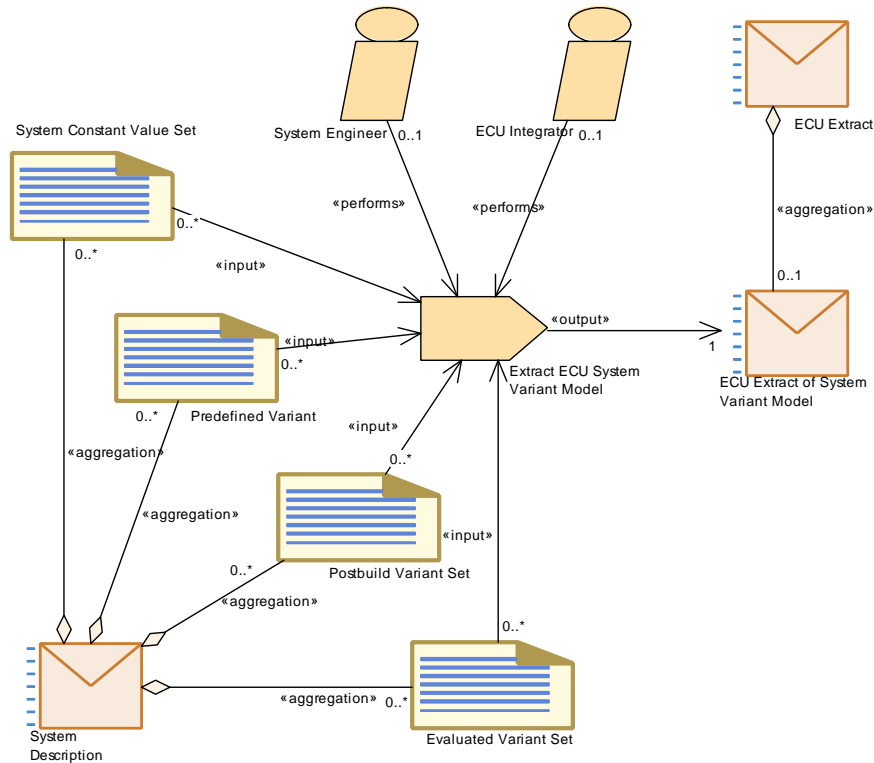 System Constant Value Set
System Engineer
0..1
ECU Integrator
0..1
ECU Extract
«performs»
«performs»
«aggregation»
0..*
0..*
«input»
0..1
«output»
1
«input»
0..*
Extract ECU System
Variant Model
ECU Extract of System
Variant Model
0..*
Predefined Variant
«input»
«aggregation»
0..*
«aggregation»
«input»
0..*
Postbuild Variant Set
«aggregation»
0..*
«aggregation»
0..*
Evaluated Variant Set
System
Description